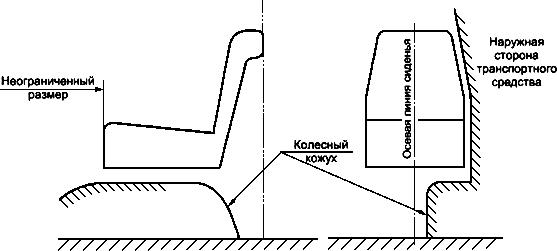 Неограниченный
размер
Колесный
кожух
Осевая линия сиденья
Наружная
сторона
транспортного
средства